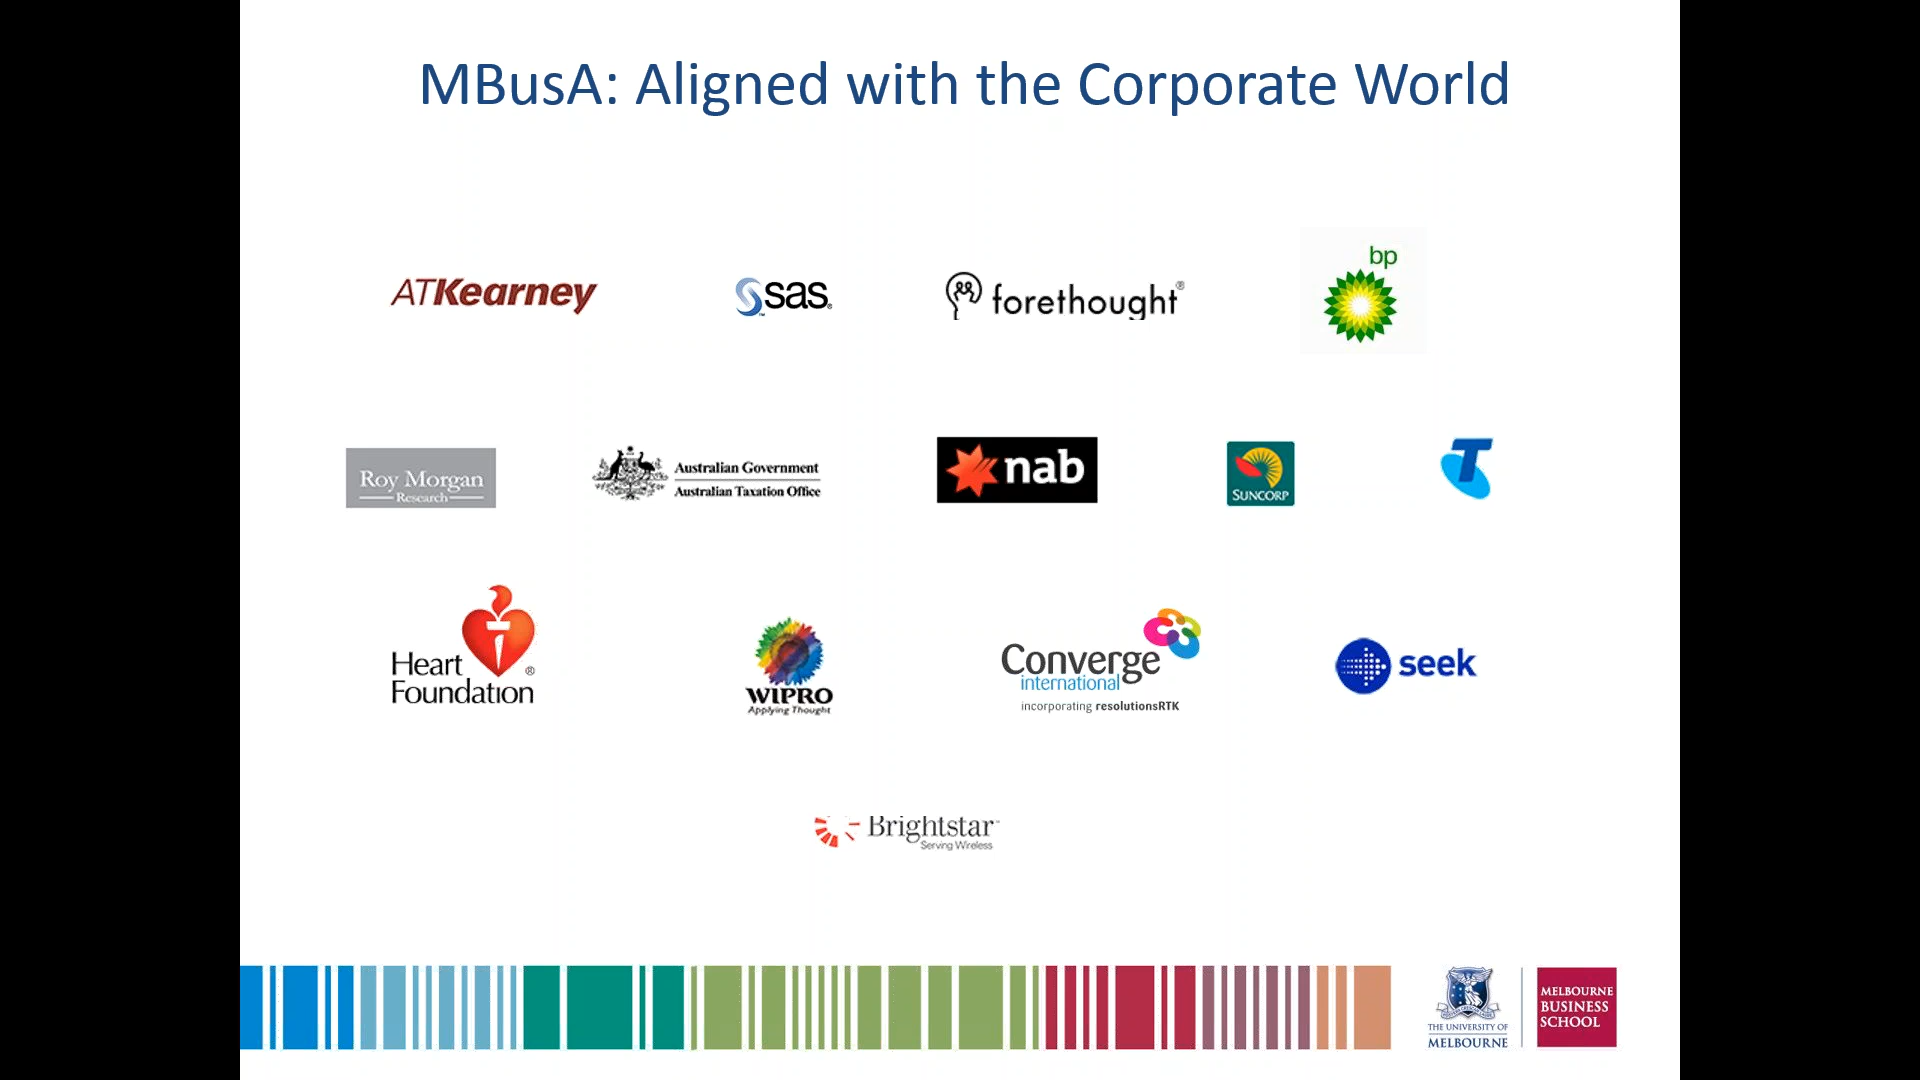 MBusA: Aligned with the Corporate World
ATKearney
sas
forethought®
bp
Roy Morgan
Research
Australian Government
Australian Taxation Office
nab
SUNCORP
T
Heart
Foundation
®
WIPRO
Applying Thought
Converge
international
incorporating resolutionsRTK
seek
Brightstar
Serving Wireless
THE UNIVERSITY OF
MELBOURNE
MELBOURNE
BUSINESS
SCHOOL